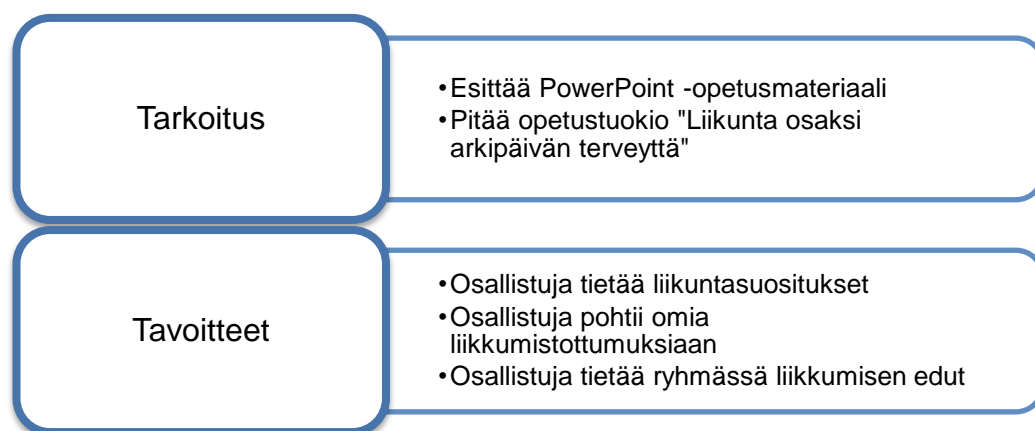 Tarkoitus
•Esittää PowerPoint -opetusmateriaali
•Pitää opetustuokio "Liikunta osaksi
arkipäivän terveyttä"
Tavoitteet
•Osallistuja tietää liikuntasuositukset
•Osallistuja pohtii omia
liikkumistottumuksiaan
•Osallistuja tietää ryhmässä liikkumisen edut